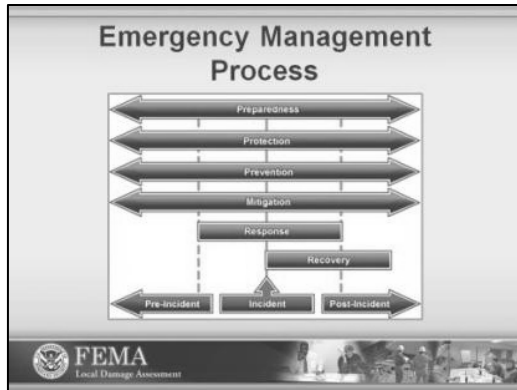 Emergency Management
Process
Preparedness
Protection
Prevention
Mitigation
Response
Recovery
Pre-Incident
Incident
Post-Incident
FEMA
Local Damage Assessment